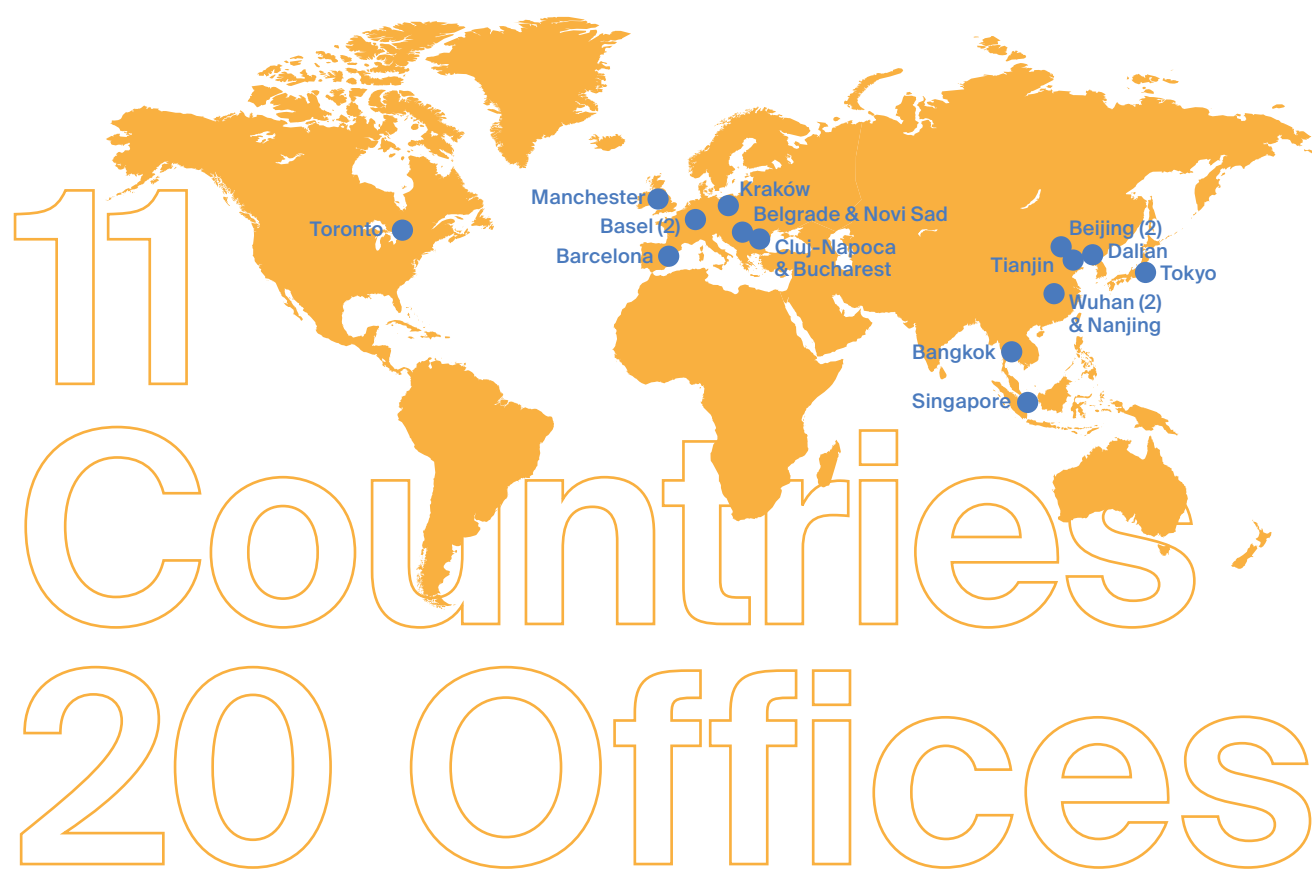 11
Countries
20 Offices
Toronto
Manchester
Basel (2)
Barcelona
Kraków
Belgrade & Novi Sad
Cluj-Napoca
& Bucharest
Beijing (2)
Dalian
Tianjin
Tokyo
Wuhan (2)
& Nanjing
Bangkok
Singapore